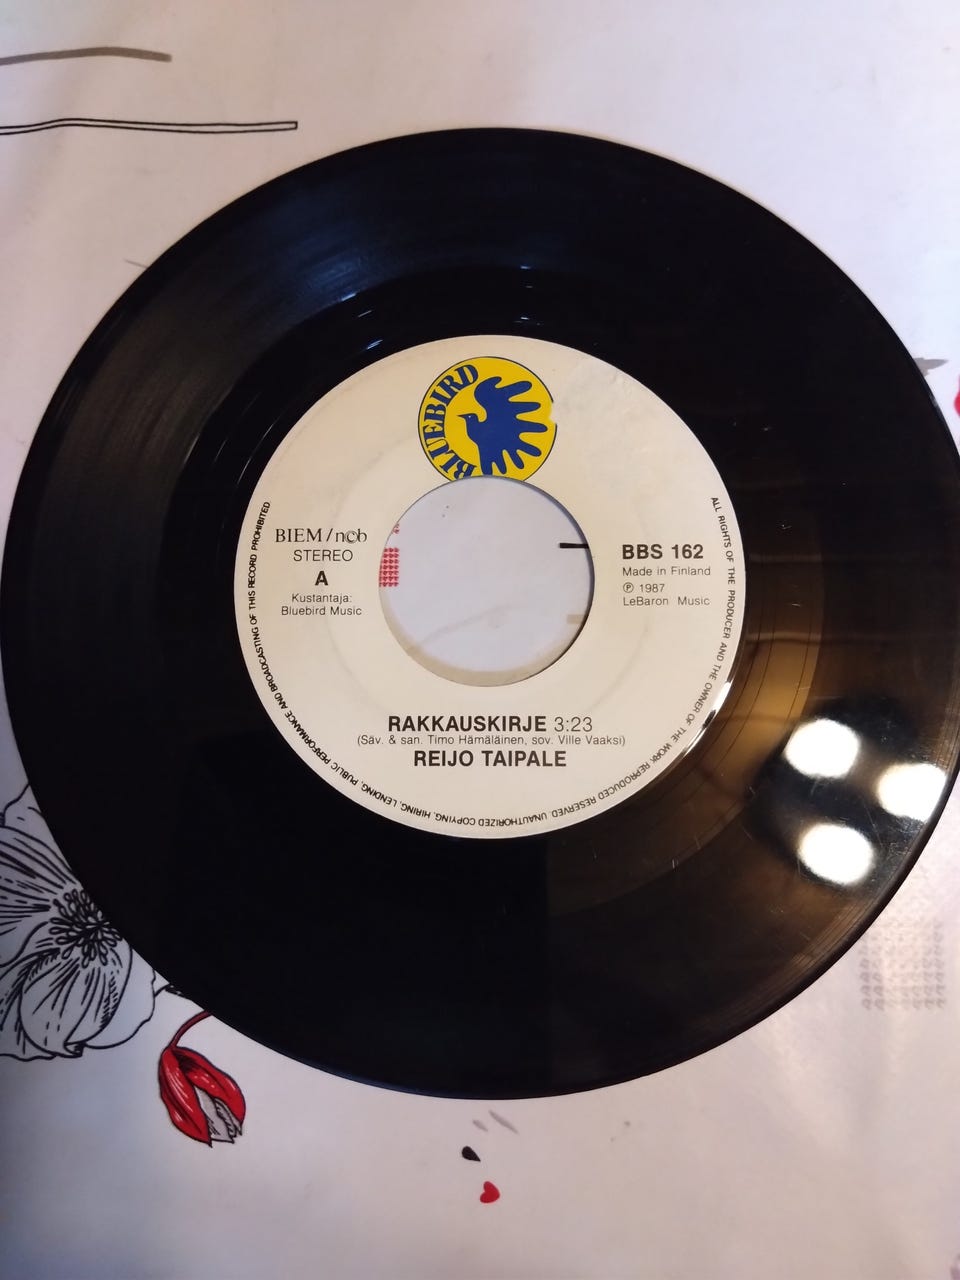 BLUEBIRD
BIEM/ncb
STEREO
A
Kustantaja:
Bluebird Music
BBS 162
Made in Finland
℗ 1987
LeBaron Music
RAKKAUSKIRJE 3:23
(Säv. & san. Timo Hämäläinen, sov. Ville Vaaksi)
REIJO TAIPALE
ALL RIGHTS OF THE PRODUCER AND THE OWNER OF THE WORK REPRODUCED RESERVED. UNAUTHORIZED COPYING, HIRING, LENDING, PUBLIC PERFORMANCE AND BROADCASTING OF THIS RECORD PROHIBITED